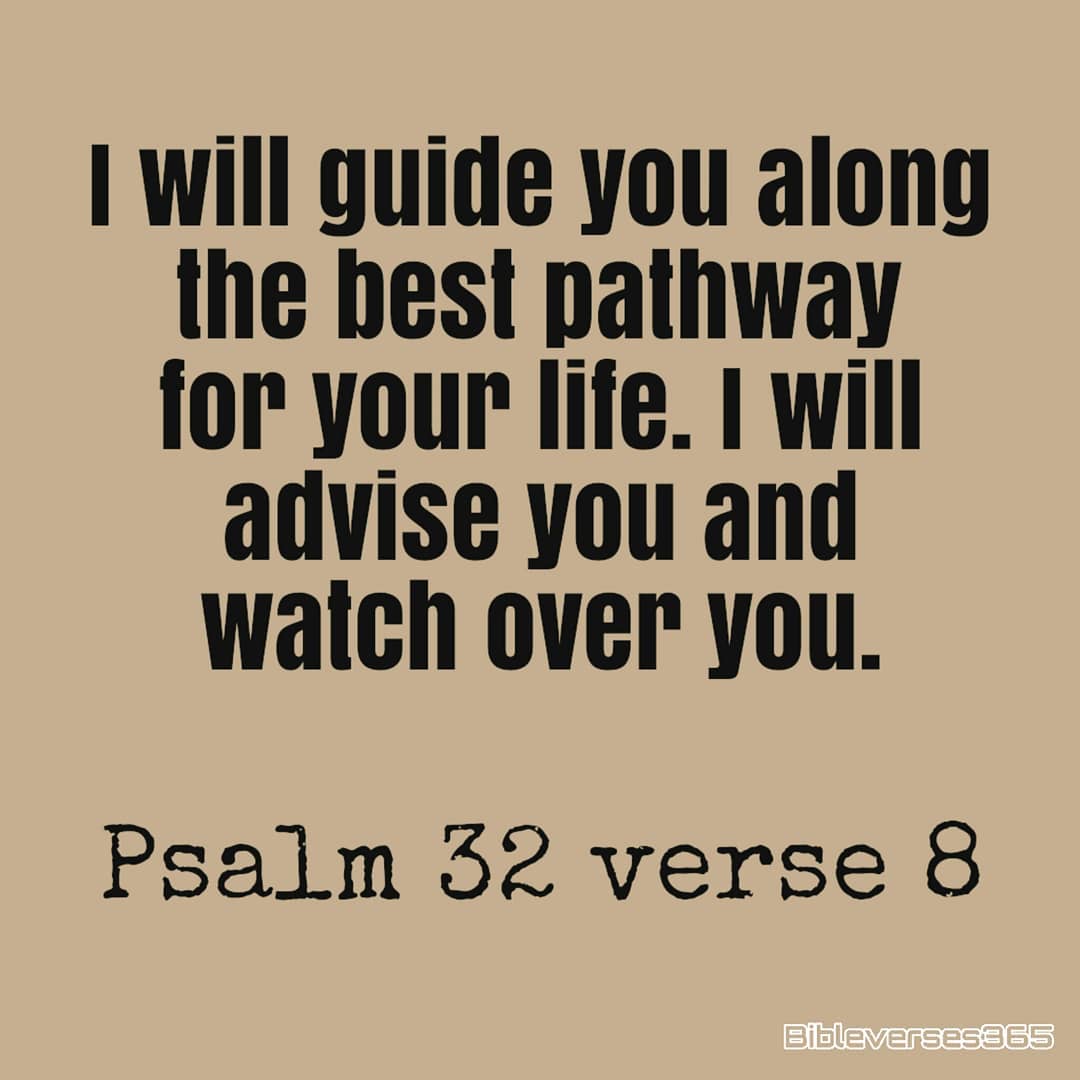 I will guide you along
the best pathway
for your life. I will
advise you and
watch over you.
Psalm 32 verse 8
Bibleverses365